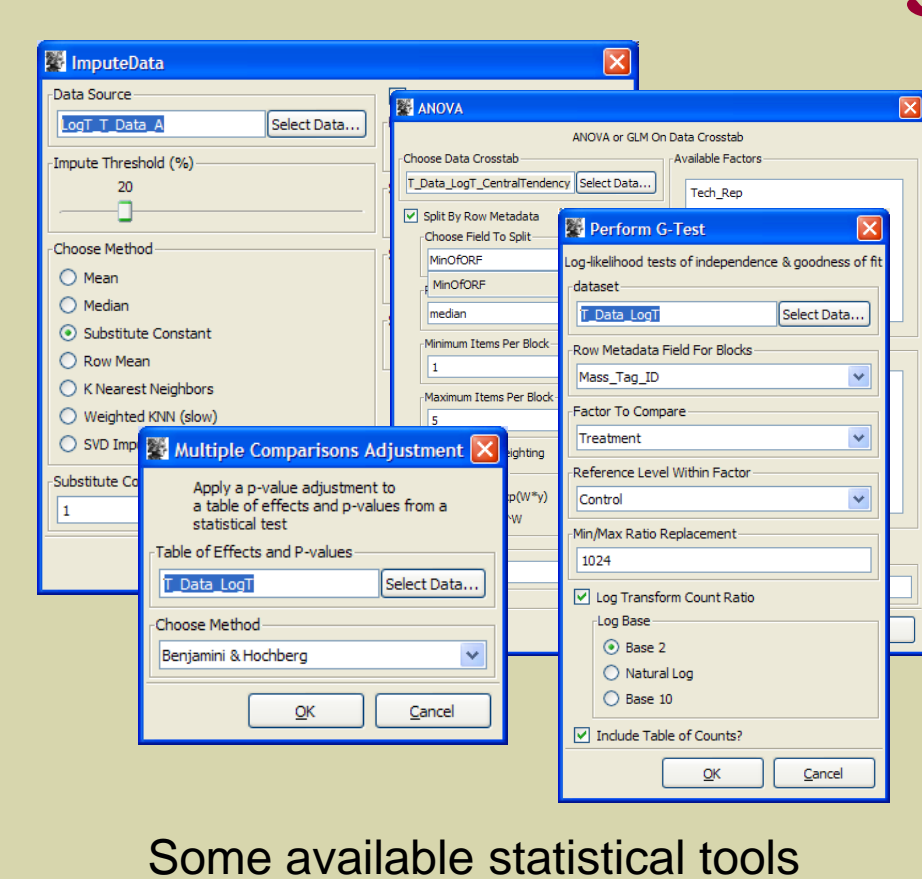 ImputeData
Data Source
LogT_T_Data_A
Select Data...
Impute Threshold (%)
20
Choose Method
Mean
Median
Substitute Constant
Row Mean
K Nearest Neighbors
Weighted KNN (slow)
SVD Imp
Substitute Co
1
ANOVA
ANOVA or GLM On Data Crosstab
Choose Data Crosstab
T_Data_LogT_CentralTendency
Select Data...
Available Factors
Tech_Rep
Split By Row Metadata
Choose Field To Split
MinOfORF
MinOfORF
median
Minimum Items Per Block
1
Maximum Items Per Block
5
eighting
xp(W*y)
^W
Perform G-Test
Log-likelihood tests of independence & goodness of fit
dataset
T_Data_LogT
Select Data...
Row Metadata Field For Blocks
Mass_Tag_ID
Factor To Compare
Treatment
Reference Level Within Factor
Control
Min/Max Ratio Replacement
1024
Log Transform Count Ratio
Log Base
Base 2
Natural Log
Base 10
Include Table of Counts?
OK
Cancel
Multiple Comparisons Adjustment
Apply a p-value adjustment to
a table of effects and p-values from a
statistical test
Table of Effects and P-values
T_Data_LogT
Select Data...
Choose Method
Benjamini & Hochberg
OK
Cancel
Some available statistical tools